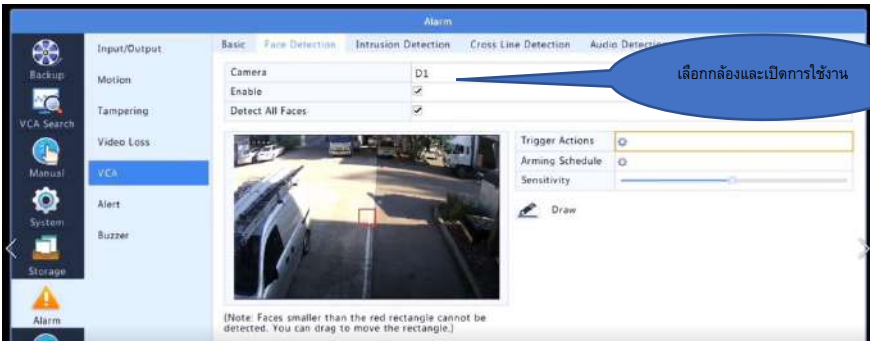 Alarm
Backup
VCA Search
Manual
System
Storage
Alarm
Input/Output
Motion
Tampering
Video Loss
VCA
Alert
Buzzer
Basic Face Detection Intrusion Detection Cross Line Detection Audio Detection
เลือกกล้องและเปิดการใช้งาน
Camera D1
Enable
Detect All Faces
Trigger Actions
Arming Schedule
Sensitivity
Draw
(Note: Faces smaller than the red rectangle cannot be
detected. You can drag to move the rectangle.)